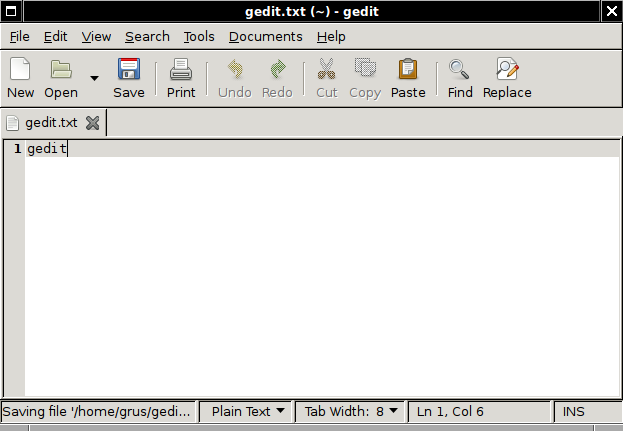 gedit.txt (~) - gedit
File Edit View Search Tools Documents Help
New Open Save Print Undo Redo Cut Copy Paste Find Replace
gedit.txt
1 gedit
Saving file '/home/grus/gedi... Plain Text Tab Width: 8 Ln 1, Col 6 INS